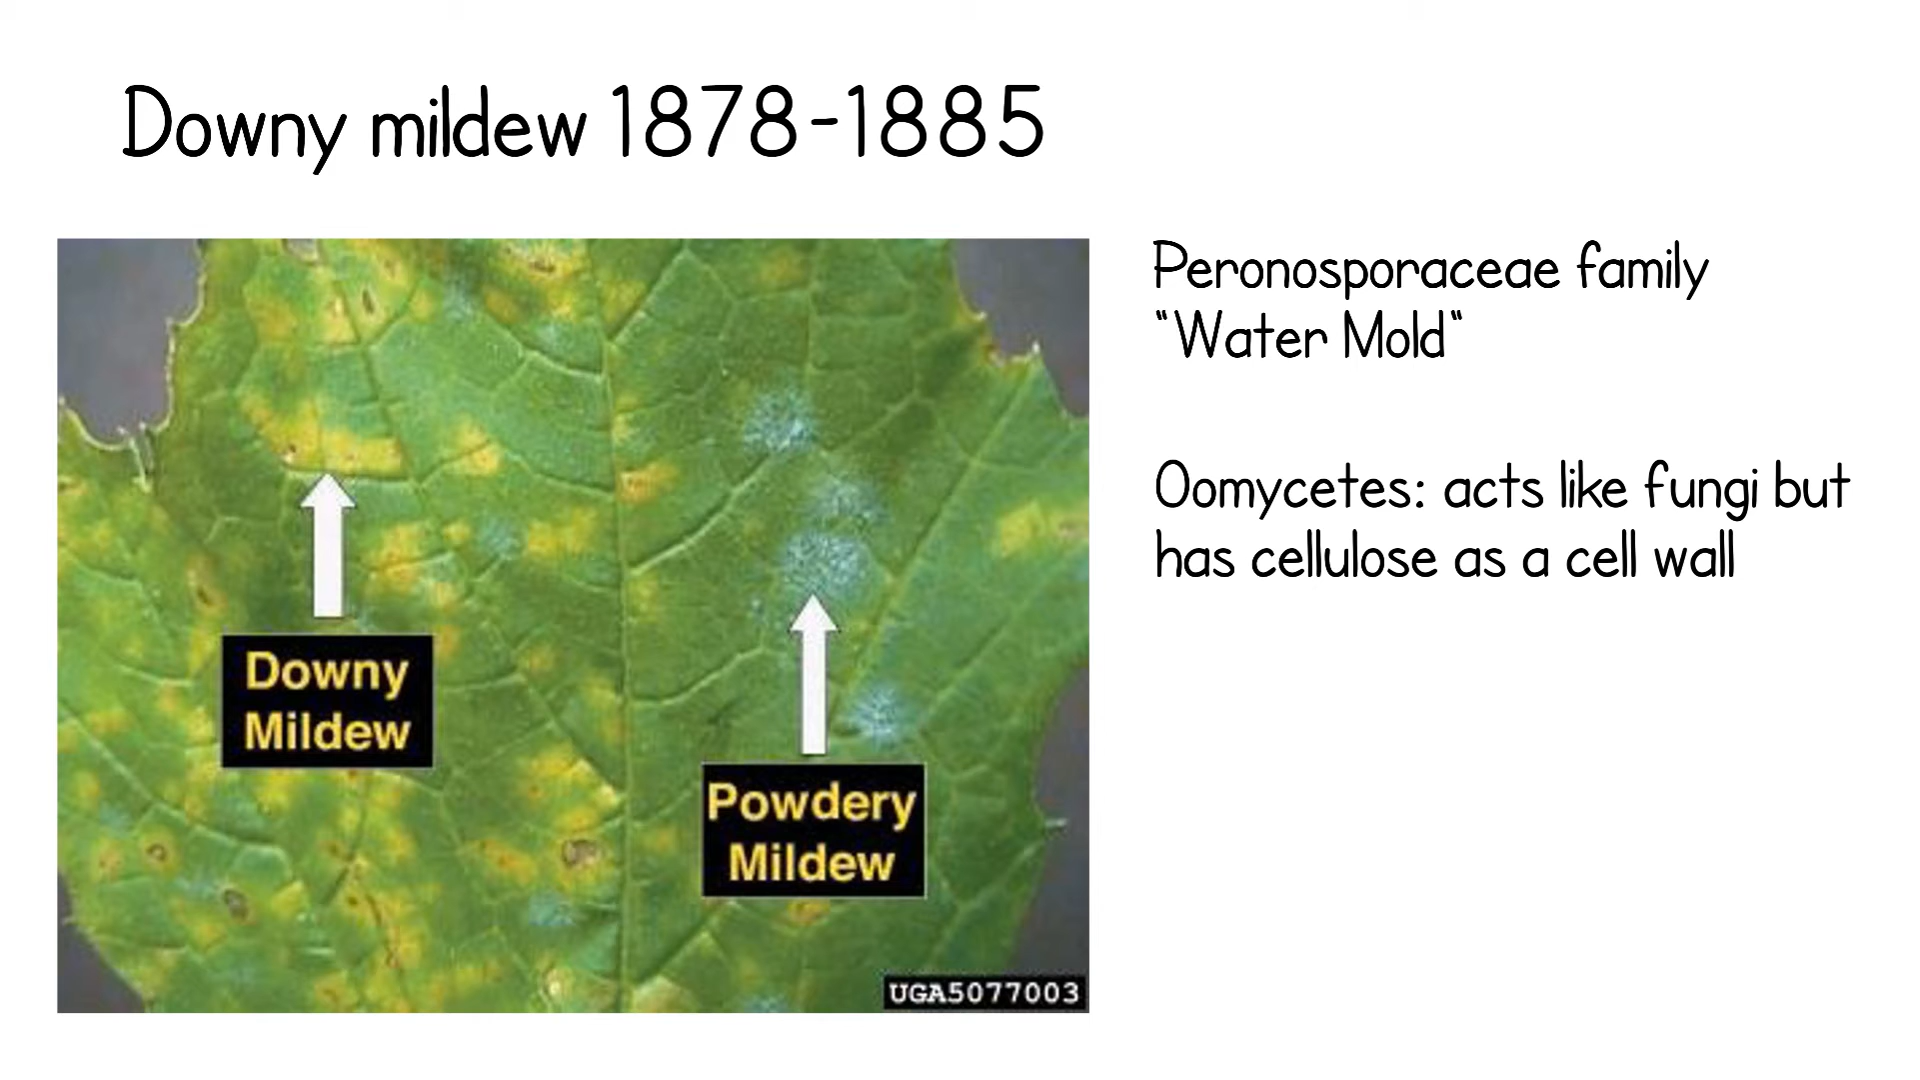 Downy mildew 1878-1885
Peronosporaceae family
"Water Mold"
Oomycetes: acts like fungi but
has cellulose as a cell wall
Downy
Mildew
Powdery
Mildew
UGA5077003